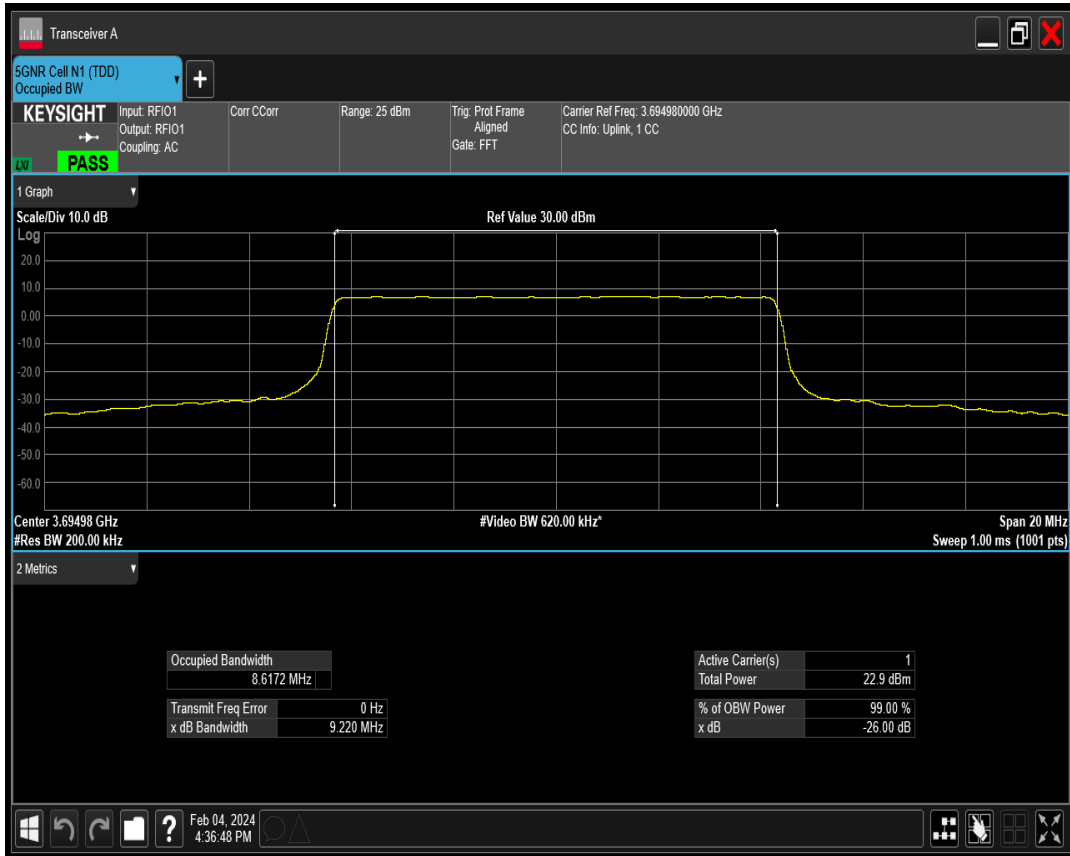 Transceiver A
5GNR Cell N1 (TDD)
Occupied BW
KEYSIGHT
LXI
PASS
Input: RFIO1
Output: RFIO1
Coupling: AC
Corr CCorr
Range: 25 dBm
Trig: Prot Frame
Aligned
Gate: FFT
Carrier Ref Freq: 3.694980000 GHz
CC Info: Uplink, 1 CC
1 Graph
Scale/Div 10.0 dB
Ref Value 30.00 dBm
Log
20.0
10.0
0.00
-10.0
-20.0
-30.0
-40.0
-50.0
-60.0
Center 3.69498 GHz
#Video BW 620.00 kHz*
Span 20 MHz
#Res BW 200.00 kHz
Sweep 1.00 ms (1001 pts)
2 Metrics
Occupied Bandwidth
8.6172 MHz
Transmit Freq Error 0 Hz
x dB Bandwidth 9.220 MHz
Active Carrier(s) 1
Total Power 22.9 dBm
% of OBW Power 99.00 %
x dB -26.00 dB
?
Feb 04, 2024
4:36:48 PM